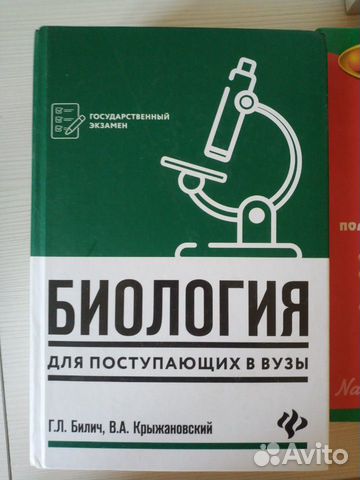 ГОСУДАРСТВЕННЫЙ
ЭКЗАМЕН
БИОЛОГИЯ
ДЛЯ ПОСТУПАЮЩИХ В ВУЗЫ
Г.Л. Билич, В.А. Крыжановский
Avito